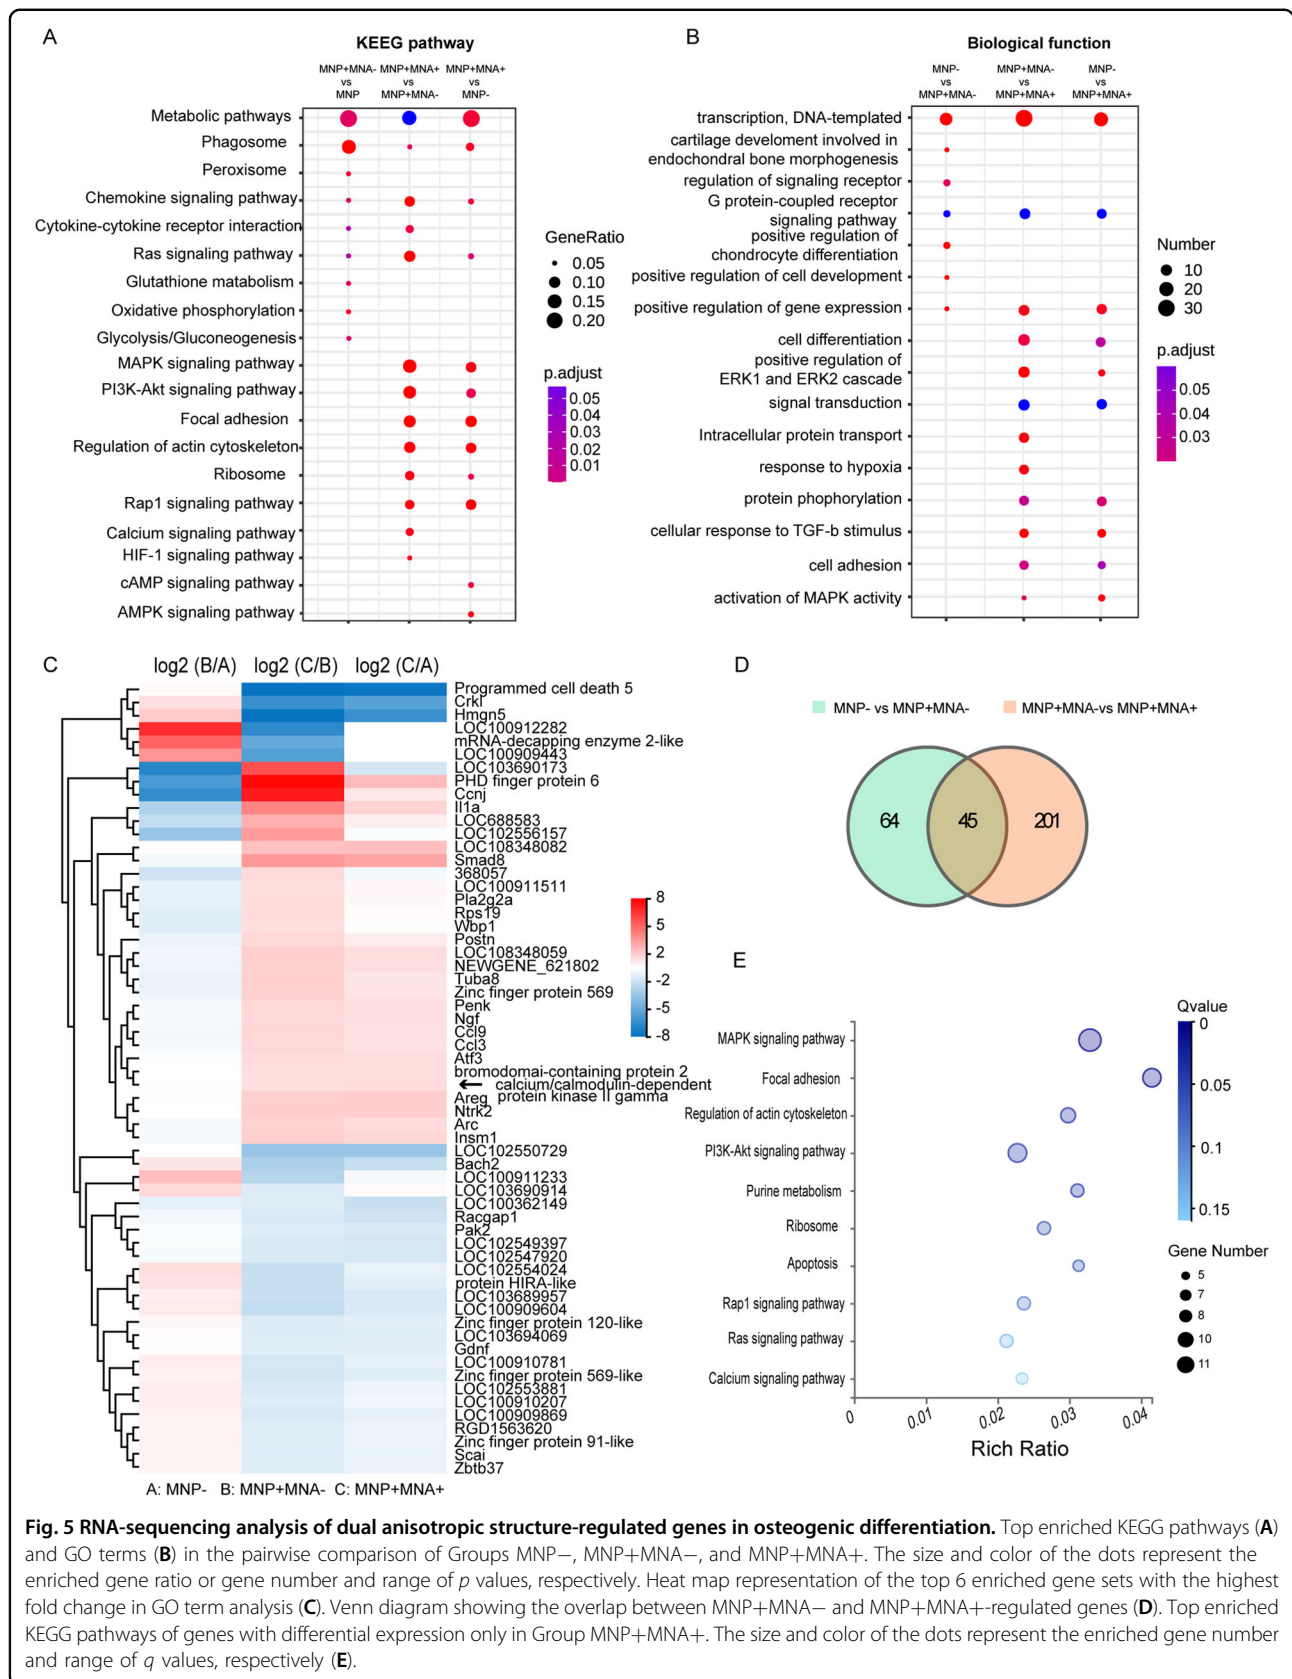 A
KEEG pathway
MNP+MNA- MNP+MNA+ MNP+MNA+
vs vs vs
MNP MNP+MNA- MNP-
Metabolic pathways
Phagosome
Peroxisome
Chemokine signaling pathway
Cytokine-cytokine receptor interaction
Ras signaling pathway
Glutathione matabolism
Oxidative phosphorylation
Glycolysis/Gluconeogenesis
MAPK signaling pathway
PI3K-Akt signaling pathway
Focal adhesion
Regulation of actin cytoskeleton
Ribosome
Rap1 signaling pathway
Calcium signaling pathway
HIF-1 signaling pathway
cAMP signaling pathway
AMPK signaling pathway
GeneRatio
0.05
0.10
0.15
0.20
p.adjust
0.05
0.04
0.03
0.02
0.01
B
Biological function
MNP- MNP+MNA- MNP-
vs vs vs
MNP+MNA- MNP+MNA+ MNP+MNA+
transcription, DNA-templated
cartilage develoment involved in
endochondral bone morphogenesis
regulation of signaling receptor
G protein-coupled receptor
signaling pathway
positive regulation of
chondrocyte differentiation
positive regulation of cell development
positive regulation of gene expression
cell differentiation
positive regulation of
ERK1 and ERK2 cascade
signal transduction
Intracellular protein transport
response to hypoxia
protein phophorylation
cellular response to TGF-b stimulus
cell adhesion
activation of MAPK activity
Number
10
20
30
p.adjust
0.05
0.04
0.03
C
log2 (B/A) log2 (C/B) log2 (C/A)
Programmed cell death 5
Crkl
Hmgn5
LOC100912282
mRNA-decapping enzyme 2-like
LOC100909443
LOC103690173
PHD finger protein 6
Ccnj
Il1a
LOC688583
LOC102556157
LOC108348082
Smad8
368057
LOC100911511
Pla2g2a
Rps19
Wbp1
Postn
LOC108348059
NEWGENE_621802
Tuba8
Zinc finger protein 569
Penk
Ngf
Ccl9
Ccl3
Atf3
bromodomai-containing protein 2
← calcium/calmodulin-dependent
protein kinase II gamma
Areg
Ntrk2
Arc
Insm1
LOC102550729
Bach2
LOC100911233
LOC103690914
LOC100362149
Racgap1
Pak2
LOC102549397
LOC102547920
LOC102554024
protein HIRA-like
LOC103689957
LOC100909604
Zinc finger protein 120-like
LOC103694069
Gdnf
LOC100910781
Zinc finger protein 569-like
LOC102553881
LOC100910207
LOC100909869
RGD1563620
Zinc finger protein 91-like
Scai
Zbtb37
8
5
2
-2
-5
-8
A: MNP- B: MNP+MNA- C: MNP+MNA+
D
MNP- vs MNP+MNA- MNP+MNA-vs MNP+MNA+
64 45 201
E
MAPK signaling pathway
Focal adhesion
Regulation of actin cytoskeleton
PI3K-Akt signaling pathway
Purine metabolism
Ribosome
Apoptosis
Rap1 signaling pathway
Ras signaling pathway
Calcium signaling pathway
0 0.01 0.02 0.03 0.04
Rich Ratio
Qvalue
0
0.05
0.1
0.15
Gene Number
5
7
8
10
11
Fig. 5 RNA-sequencing analysis of dual anisotropic structure-regulated genes in osteogenic differentiation. Top enriched KEGG pathways (A)
and GO terms (B) in the pairwise comparison of Groups MNP−, MNP+MNA−, and MNP+MNA+. The size and color of the dots represent the
enriched gene ratio or gene number and range of p values, respectively. Heat map representation of the top 6 enriched gene sets with the highest
fold change in GO term analysis (C). Venn diagram showing the overlap between MNP+MNA− and MNP+MNA+-regulated genes (D). Top enriched
KEGG pathways of genes with differential expression only in Group MNP+MNA+. The size and color of the dots represent the enriched gene number
and range of q values, respectively (E).